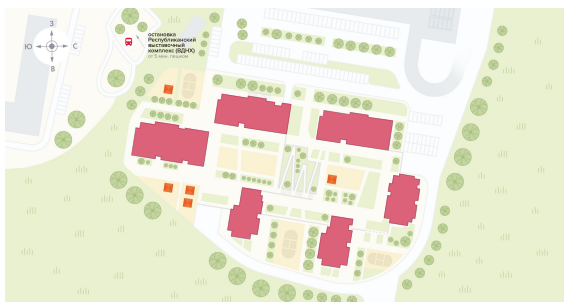 З
Ю
С
В
остановка
Республиканский
выставочный
комплекс (ВДНХ)
от 5 мин. пешком